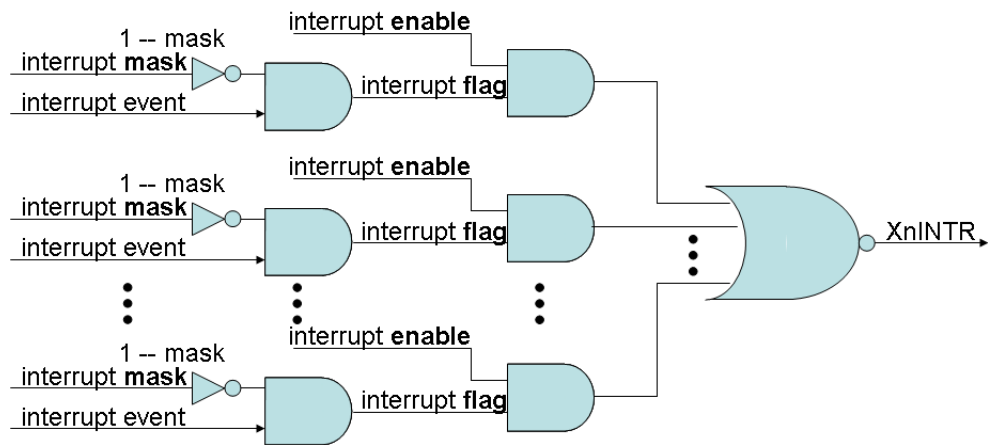 interrupt enable
1 -- mask
interrupt mask
interrupt flag
interrupt event
interrupt enable
1 -- mask
interrupt mask
interrupt flag
interrupt event
XnINTR
interrupt enable
1 -- mask
interrupt mask
interrupt flag
interrupt event